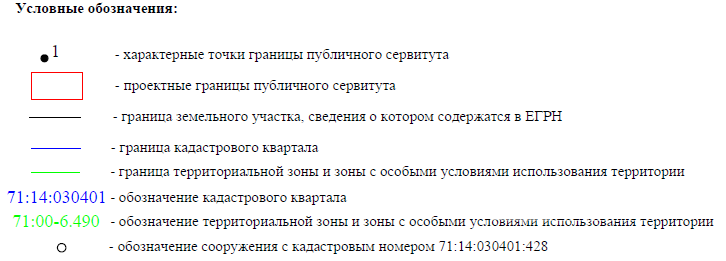 Условные обозначения:
1 - характерные точки границы публичного сервитута
- проектные границы публичного сервитута
- граница земельного участка, сведения о котором содержатся в ЕГРН
- граница кадастрового квартала
- граница территориальной зоны и зоны с особыми условиями использования территории
71:14:030401 - обозначение кадастрового квартала
71:00-6.490 - обозначение территориальной зоны и зоны с особыми условиями использования территории
- обозначение сооружения с кадастровым номером 71:14:030401:428